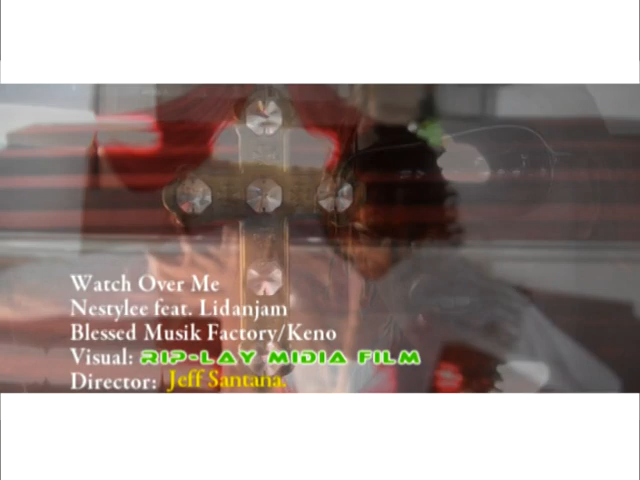 Watch Over Me
Nestylee feat. Lidanjam
Blessed Musik Factory/Keno
Visual: RIP-LAY MIDIA FILM
Director: Jeff Santana.